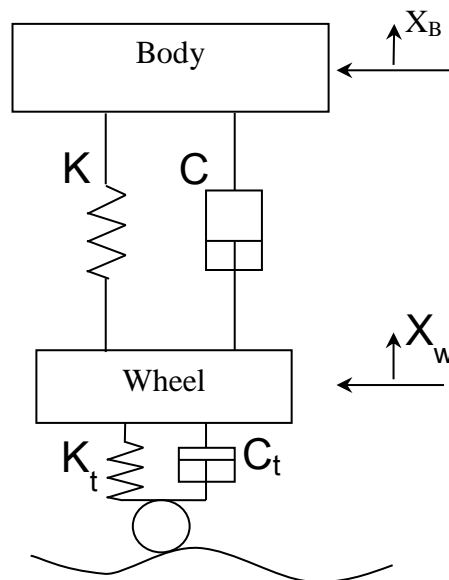 X_B
Body
K C
X_w
Wheel
K_t C_t